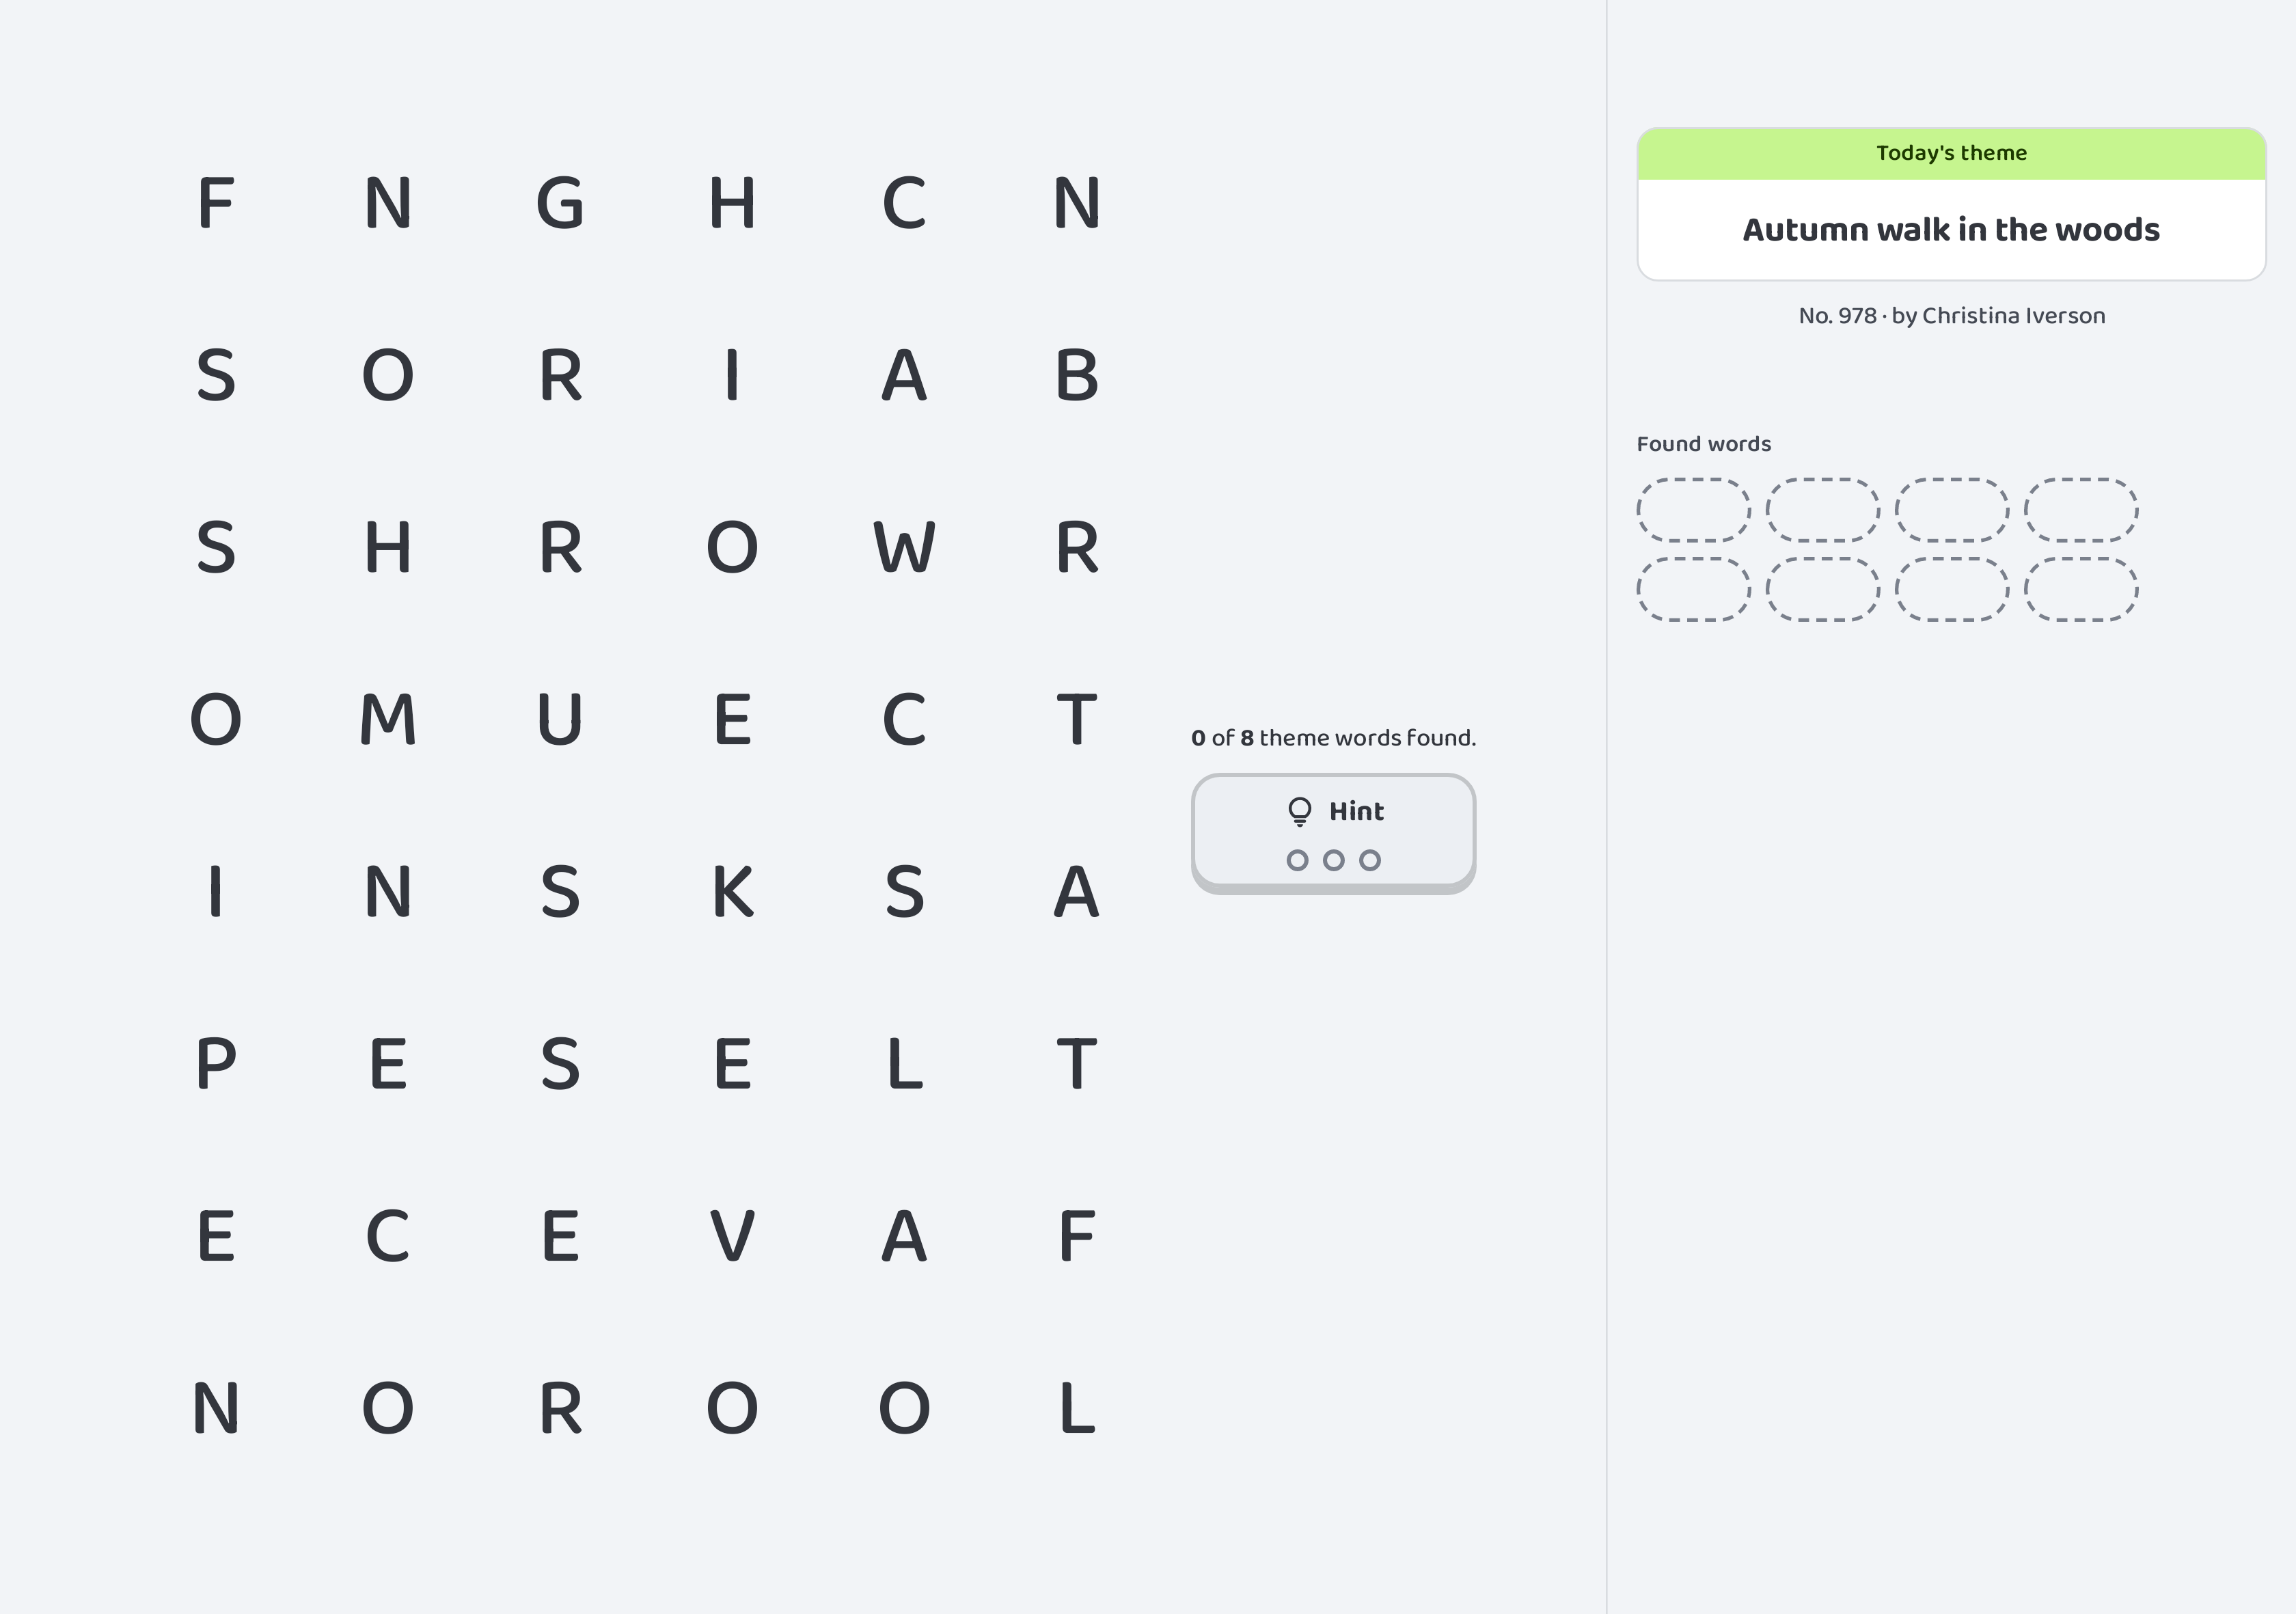 F N G H C N
S O R I A B
S H R O W R
O M U E C T
I N S K S A
P E S E L T
E C E V A F
N O R O O L
0 of 8 theme words found.
Hint
Today's theme
Autumn walk in the woods
No. 978 · by Christina Iverson
Found words